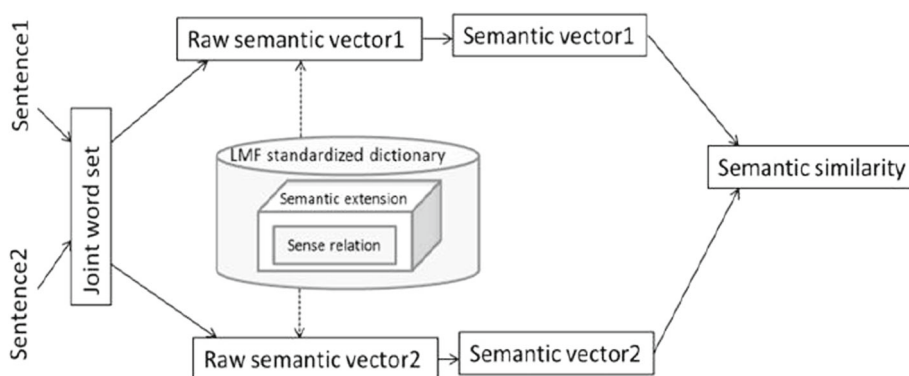 Sentence1
Sentence2
Joint word set
Raw semantic vector1
Semantic vector1
LMF standardized dictionary
Semantic extension
Sense relation
Semantic similarity
Raw semantic vector2
Semantic vector2